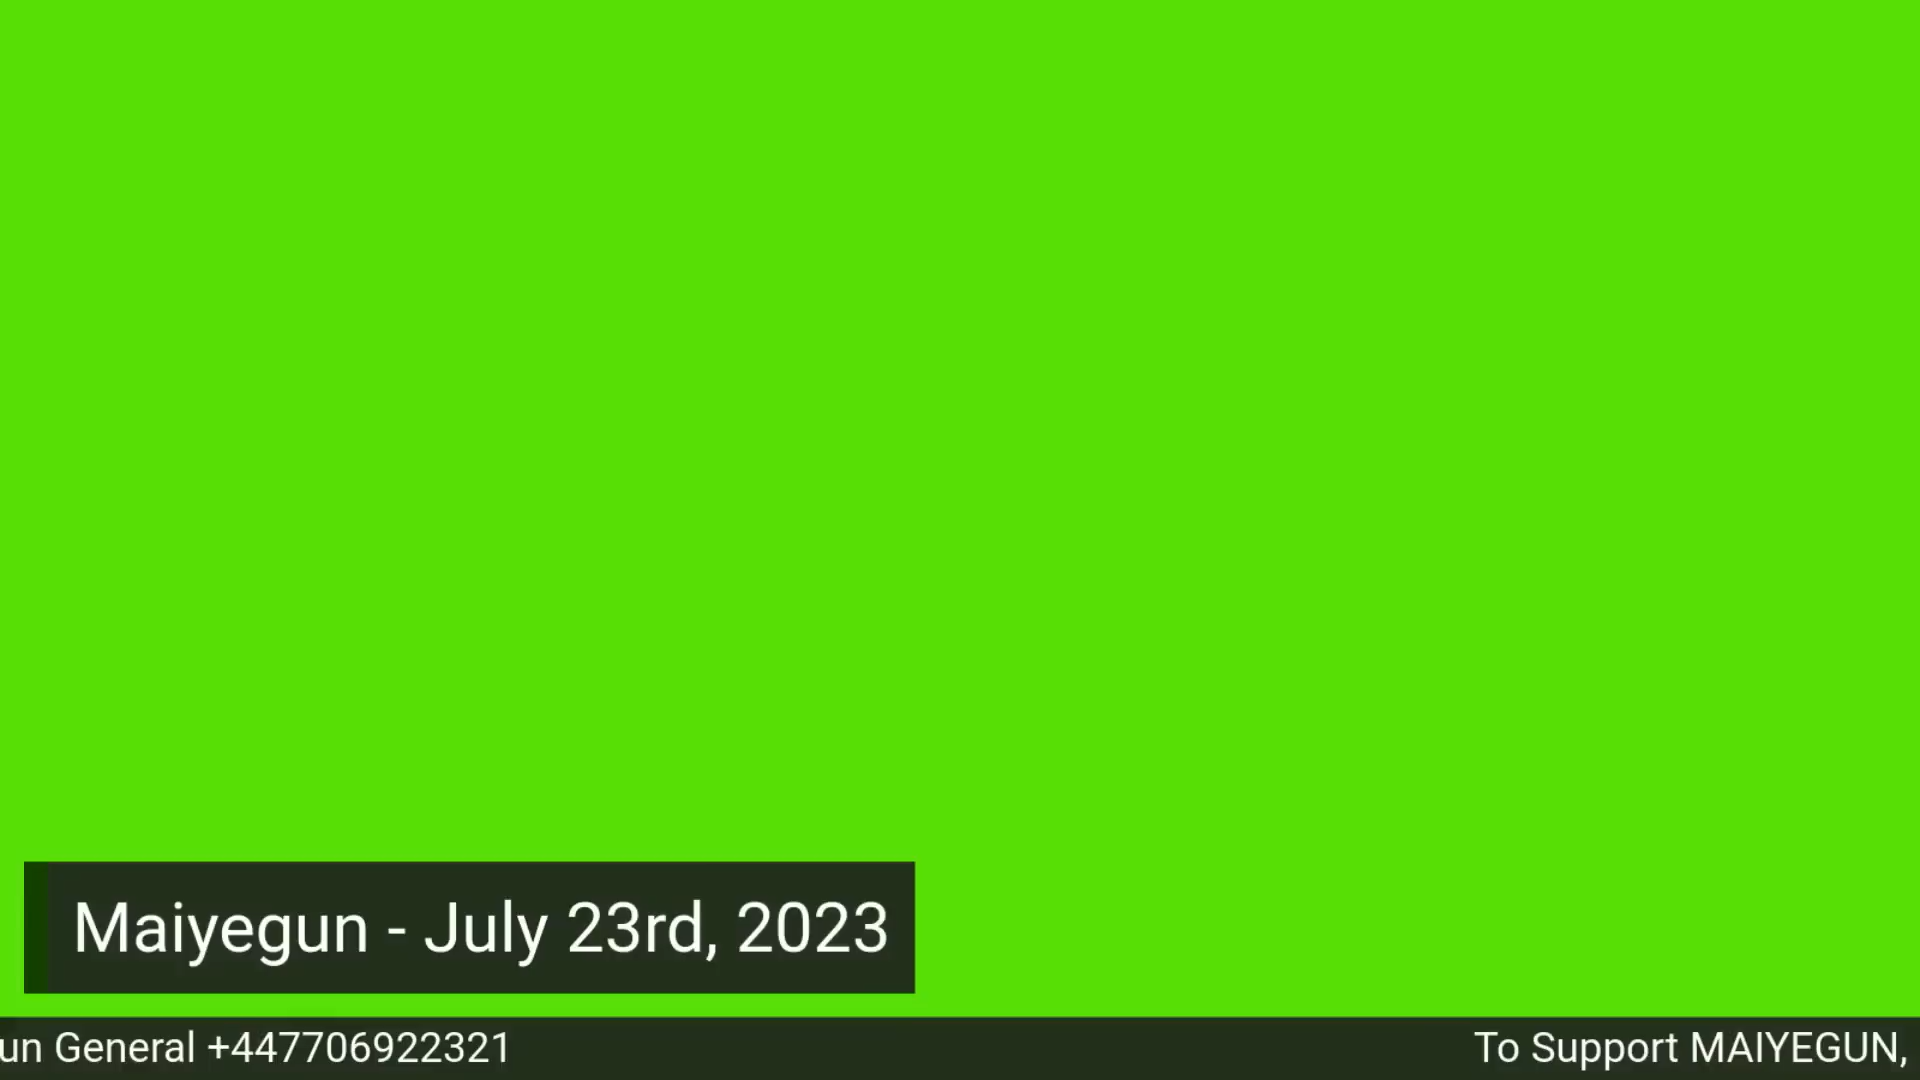 Maiyegun - July 23rd, 2023
un General +447706922321
To Support MAIYEGUN,